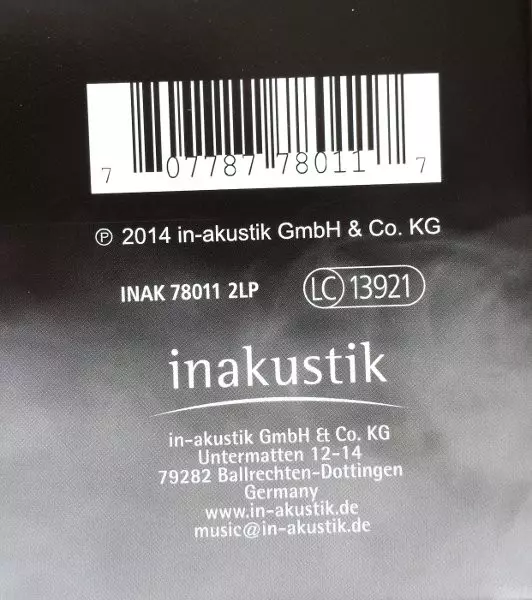 7 07787 78011 7
℗ 2014 in-akustik GmbH & Co. KG
INAK 78011 2LP LC 13921
inakustik
in-akustik GmbH & Co. KG
Untermatten 12-14
79282 Ballrechten-Dottingen
Germany
www.in-akustik.de
music@in-akustik.de